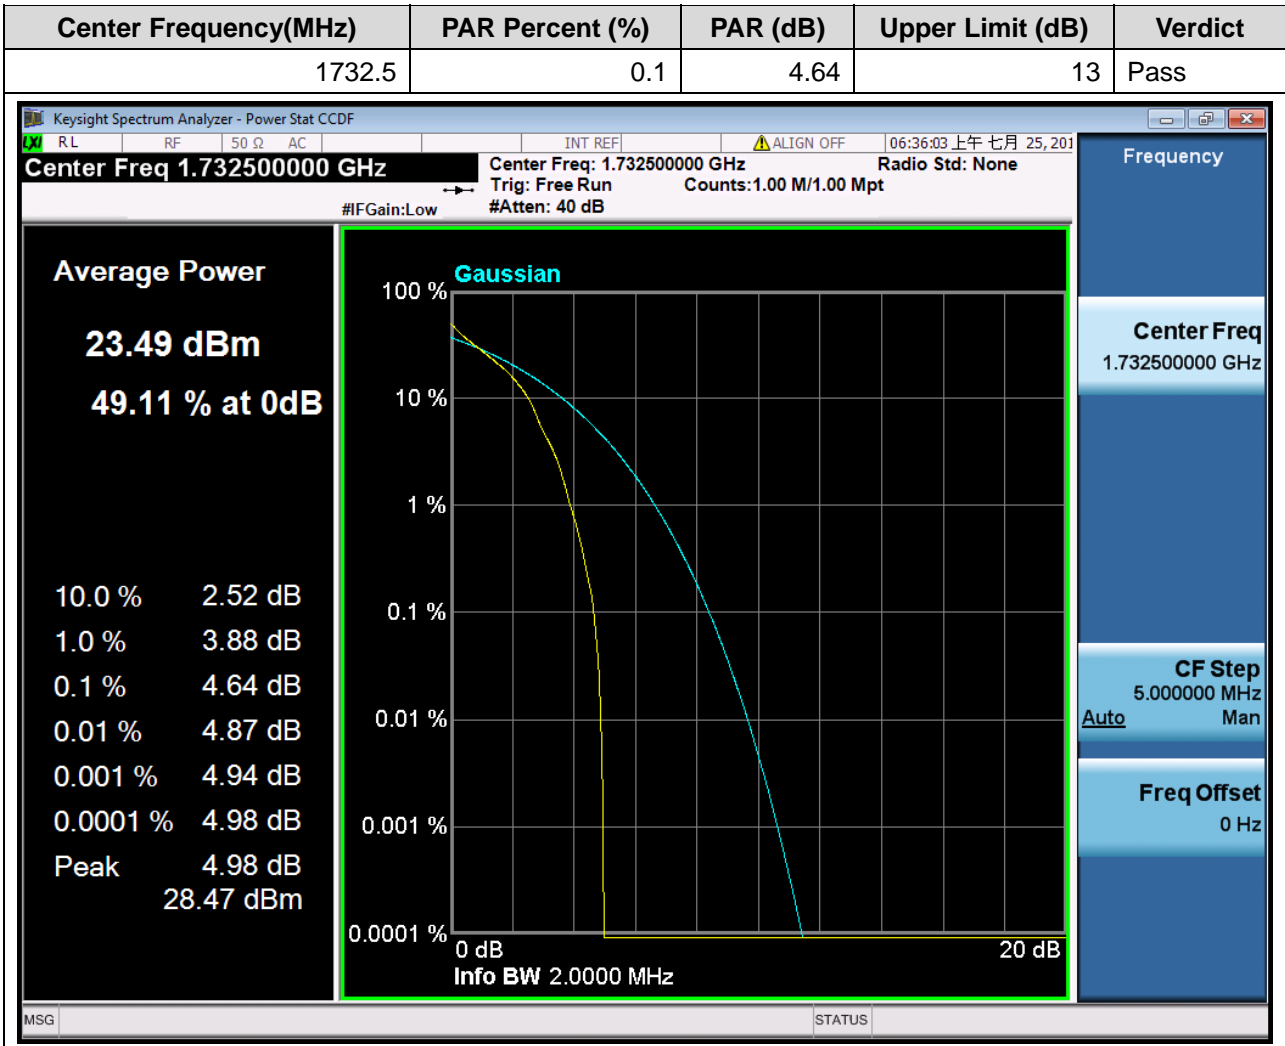 Center Frequency(MHz) PAR Percent (%) PAR (dB) Upper Limit (dB) Verdict
1732.5 0.1 4.64 13 Pass
Keysight Spectrum Analyzer - Power Stat CCDF
LXI RL RF 50 Ω AC INT REF ALIGN OFF 06:36:03 上午 七月 25, 201
Center Freq 1.732500000 GHz
Center Freq: 1.732500000 GHz Radio Std: None
Trig: Free Run Counts:1.00 M/1.00 Mpt
#IFGain:Low #Atten: 40 dB
Frequency
Average Power
23.49 dBm
49.11 % at 0dB
10.0 % 2.52 dB
1.0 % 3.88 dB
0.1 % 4.64 dB
0.01 % 4.87 dB
0.001 % 4.94 dB
0.0001 % 4.98 dB
Peak 4.98 dB
28.47 dBm
Gaussian
100 %
10 %
1 %
0.1 %
0.01 %
0.001 %
0.0001 %
0 dB 20 dB
Info BW 2.0000 MHz
Center Freq
1.732500000 GHz
CF Step
5.000000 MHz
Auto Man
Freq Offset
0 Hz
MSG STATUS